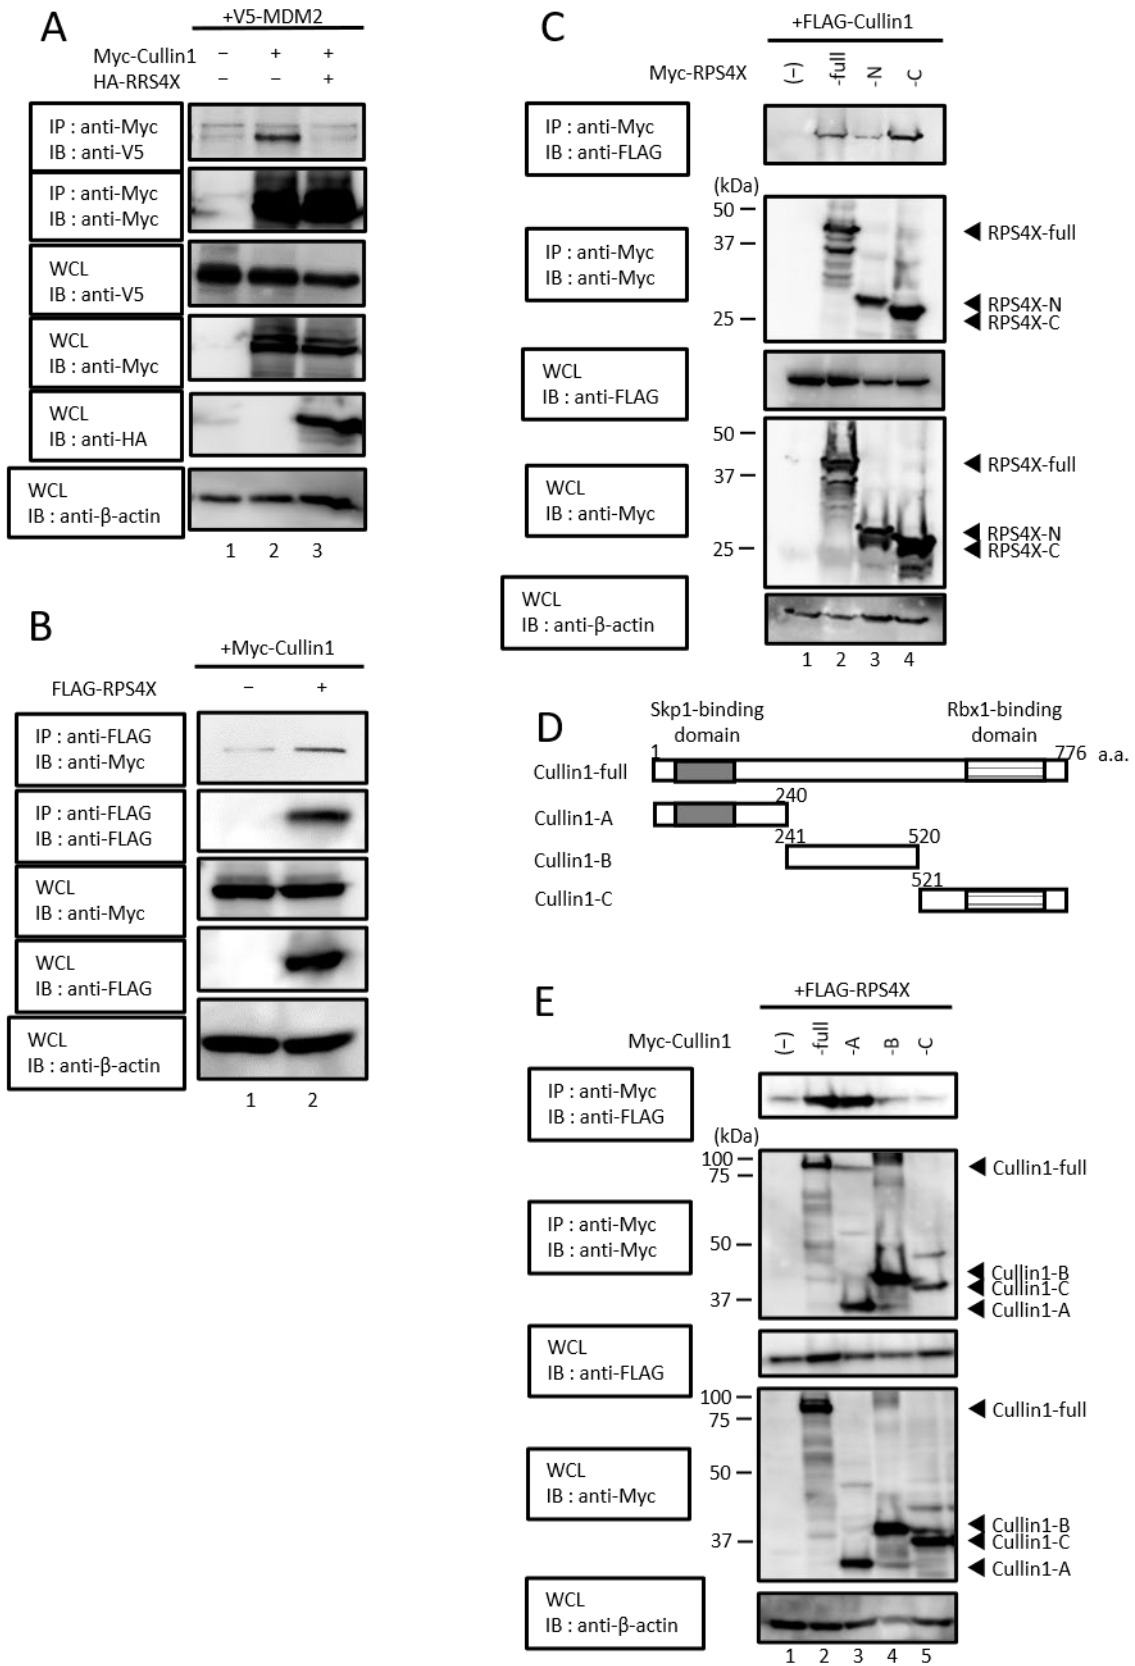 A
+V5-MDM2
Myc-Cullin1 − + +
HA-RRS4X − − +
IP : anti-Myc
IB : anti-V5
IP : anti-Myc
IB : anti-Myc
WCL
IB : anti-V5
WCL
IB : anti-Myc
WCL
IB : anti-HA
WCL
IB : anti-β-actin
1 2 3
B
+Myc-Cullin1
FLAG-RPS4X − +
IP : anti-FLAG
IB : anti-Myc
IP : anti-FLAG
IB : anti-FLAG
WCL
IB : anti-Myc
WCL
IB : anti-FLAG
WCL
IB : anti-β-actin
1 2
C
+FLAG-Cullin1
Myc-RPS4X (−) -full -N -C
IP : anti-Myc
IB : anti-FLAG
(kDa)
50
37
25
IP : anti-Myc
IB : anti-Myc
RPS4X-full
RPS4X-N
RPS4X-C
WCL
IB : anti-FLAG
50
37
25
WCL
IB : anti-Myc
RPS4X-full
RPS4X-N
RPS4X-C
WCL
IB : anti-β-actin
1 2 3 4
D
Skp1-binding
domain
Rbx1-binding
domain
1 776 a.a.
Cullin1-full
240
Cullin1-A
241 520
Cullin1-B
521
Cullin1-C
E
+FLAG-RPS4X
Myc-Cullin1 (−) -full -A -B -C
IP : anti-Myc
IB : anti-FLAG
(kDa)
100
75
50
37
IP : anti-Myc
IB : anti-Myc
Cullin1-full
Cullin1-B
Cullin1-C
Cullin1-A
WCL
IB : anti-FLAG
100
75
50
37
WCL
IB : anti-Myc
Cullin1-full
Cullin1-B
Cullin1-C
Cullin1-A
WCL
IB : anti-β-actin
1 2 3 4 5